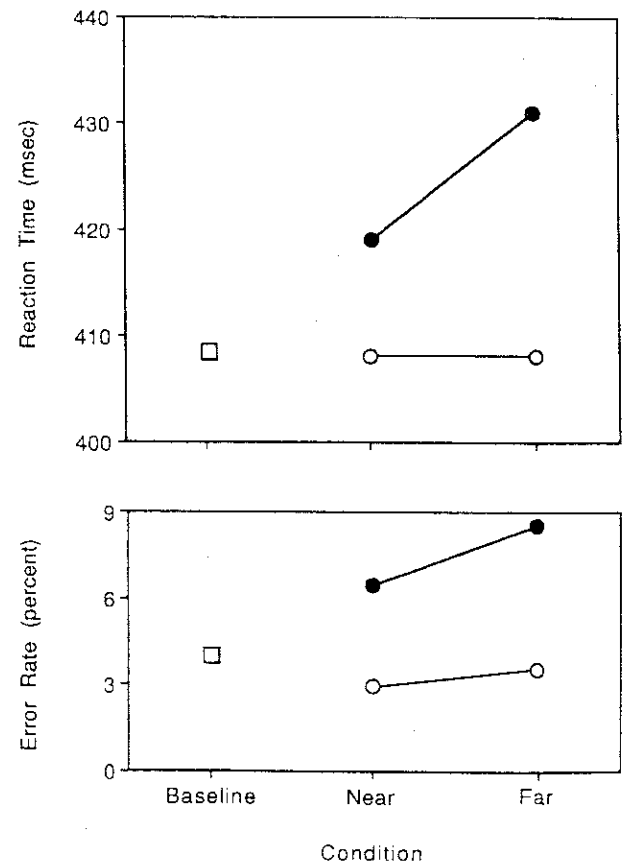 Reaction Time (msec)
440
430
420
410
400
Error Rate (percent)
9
6
3
0
Baseline Near Far
Condition